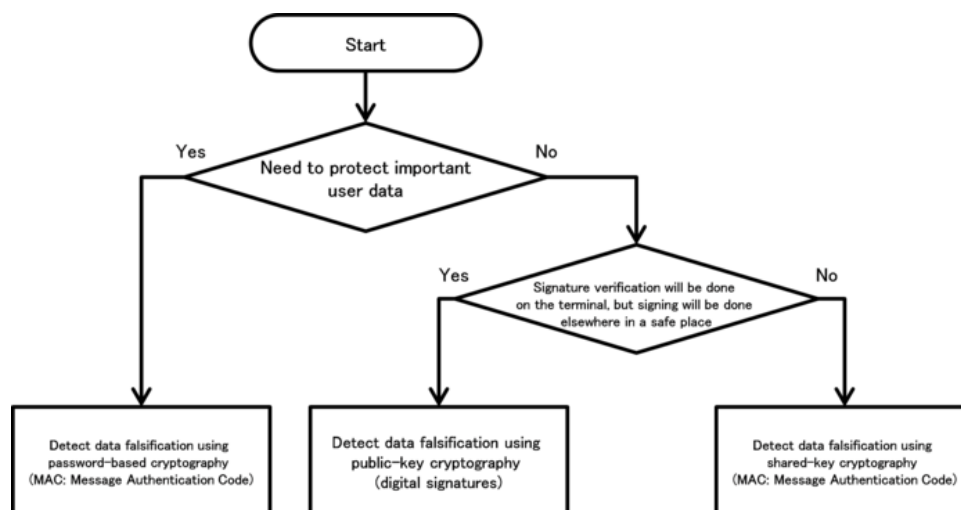 Start
Yes
No
Need to protect important
user data
Yes
No
Signature verification will be done
on the terminal, but signing will be done
elsewhere in a safe place
Detect data falsification using
password-based cryptography
(MAC: Message Authentication Code)
Detect data falsification using
public-key cryptography
(digital signatures)
Detect data falsification using
shared-key cryptography
(MAC: Message Authentication Code)